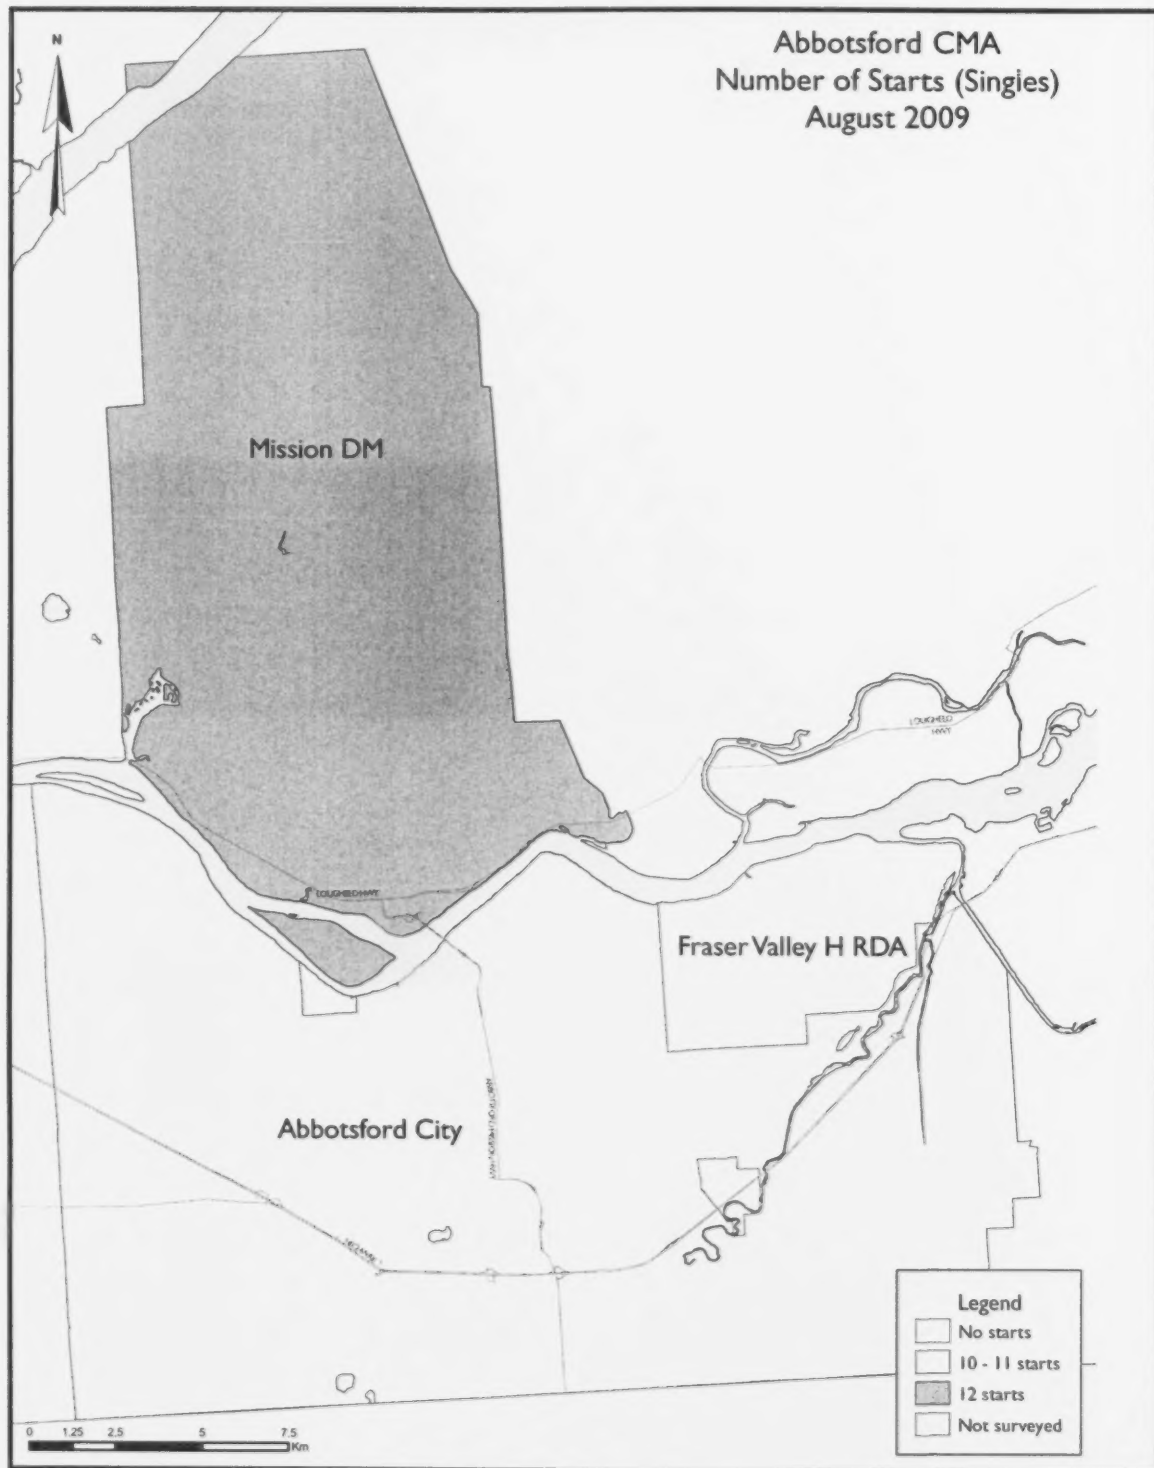 Abbotsford CMA
Number of Starts (Singies)
August 2009
N
Mission DM
LOUGHEED
HWY
LOUGHEED HWY
Fraser Valley H RDA
Abbotsford City
Legend
No starts
10 - 11 starts
12 starts
Not surveyed
0 1.25 2.5 5 7.5
Km